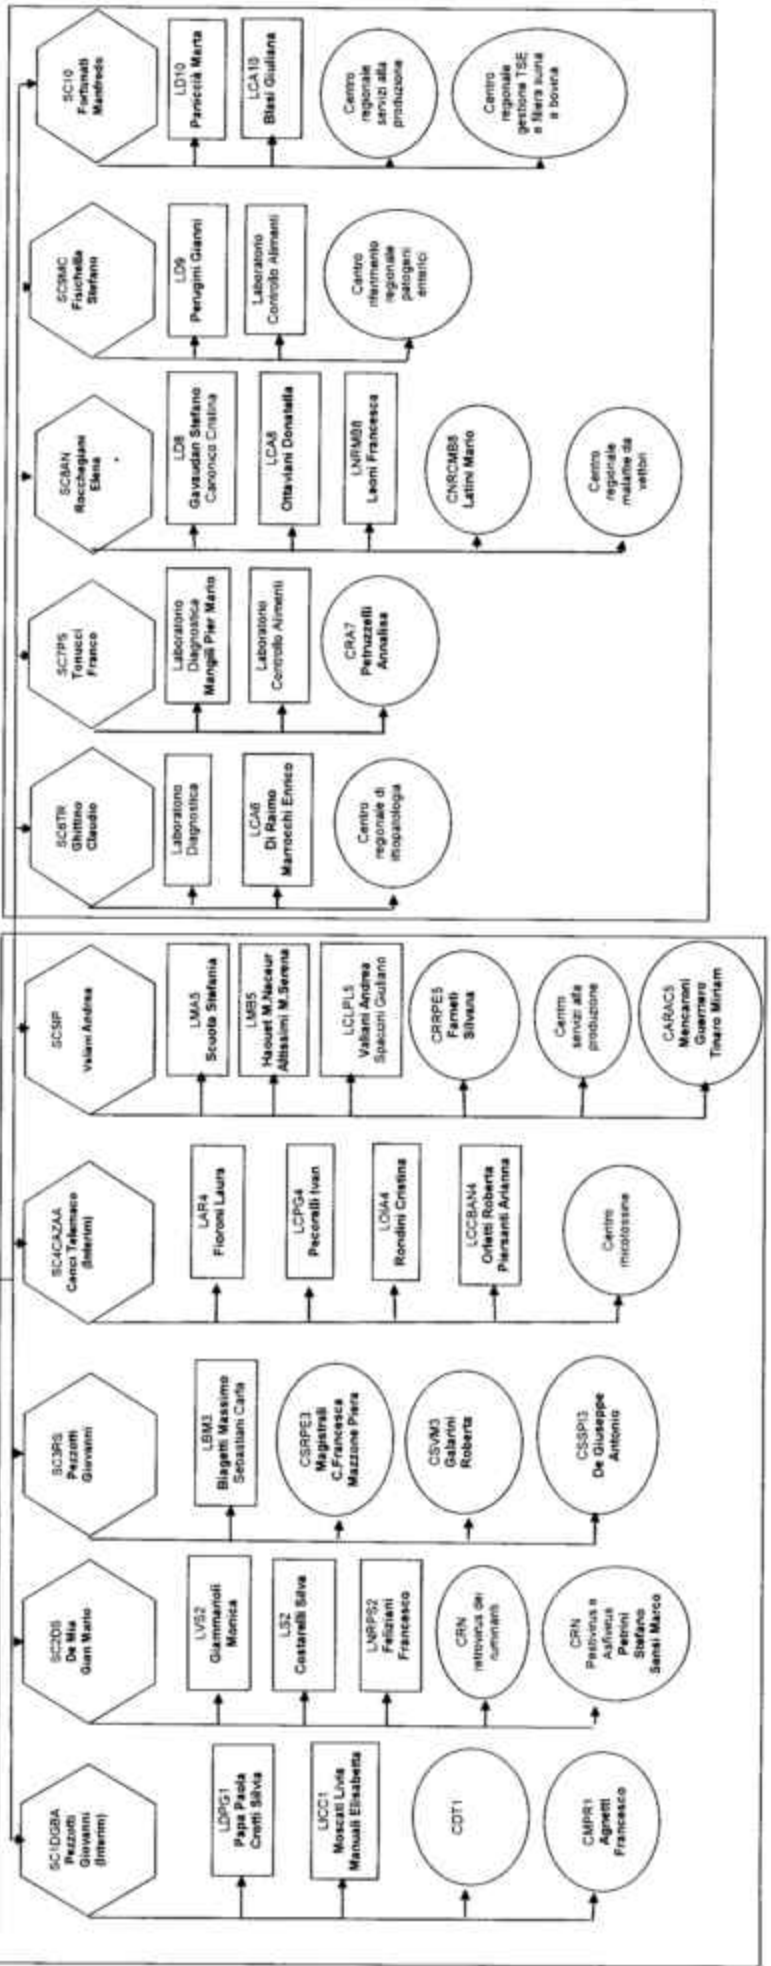 SC1DGBA
Pezzotti
Giovanni
(Interim)
LDPG1
Papa Paola
Crotti Silvia
LICC1
Moscati Livia
Manuali Elisabetta
CDT1
CMPR1
Agnetti
Francesco
SC2DS
De Mia
Gian Mario
LVS2
Giammarioli
Monica
LS2
Costarelli Silva
LNRPS2
Feliziani
Francesco
CRN
retrovirus dei
ruminanti
CRN
Pestivirus e
Asfivirus
Petrini
Stefano
Sensi Marco
SC3PS
Pezzotti
Giovanni
LBM3
Biagetti Massimo
Sebastiani Carla
CSRPE3
Magistrali
C.Francesca
Mazzone Piera
CSVM3
Galarini
Roberta
CSSPI3
De Giuseppe
Antonio
SC4CAZAA
Cenci Telemaco
(Interim)
LAR4
Fioroni Laura
LCPG4
Pecorelli Ivan
LOIA4
Rondini Cristina
LCCBAN4
Orletti Roberta
Piersanti Arianna
Centro
micotossine
SC5IP
Valiani Andrea
LMA5
Scuota Stefania
LMB5
Haouet M.Naceur
Altissimi M.Serena
LCLPL5
Valiani Andrea
Spaccini Giuliano
CRRPE5
Farneti
Silvana
Centro
servizi alla
produzione
CARAC5
Mencaroni
Guerriero
Tinaro Miriam
SC6TR
Ghittino
Claudio
Laboratorio
Diagnostica
LCA6
Di Raimo
Marrocchi Enrico
Centro
regionale di
ittiopatologia
SC7PS
Tonucci
Franco
Laboratorio
Diagnostica
Mangili Pier Mario
Laboratorio
Controllo Alimenti
CRA7
Petruzzelli
Annalisa
SC8AN
Rocchegiani
Elena
LD8
Gavaudan Stefano
Canonico Cristina
LCA8
Ottaviani Donatella
LNRMB8
Leoni Francesca
CNRCMB8
Latini Mario
Centro
regionale
malattie da
vettori
SC9MC
Fisichella
Stefano
LD9
Perugini Gianni
Laboratorio
Controllo Alimenti
Centro
riferimento
regionale
patogeni
enterici
SC10
Fortunati
Manfredo
LD10
Paniccià Marta
LCA10
Blasi Giuliana
Centro
regionale
servizi alla
produzione
Centro
regionale
gestione TSE
e filiera suina
e bovina